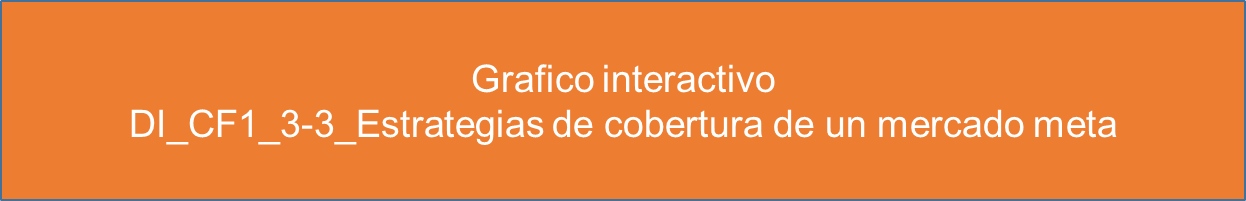 Grafico interactivo
DI_CF1_3-3_Estrategias de cobertura de un mercado meta